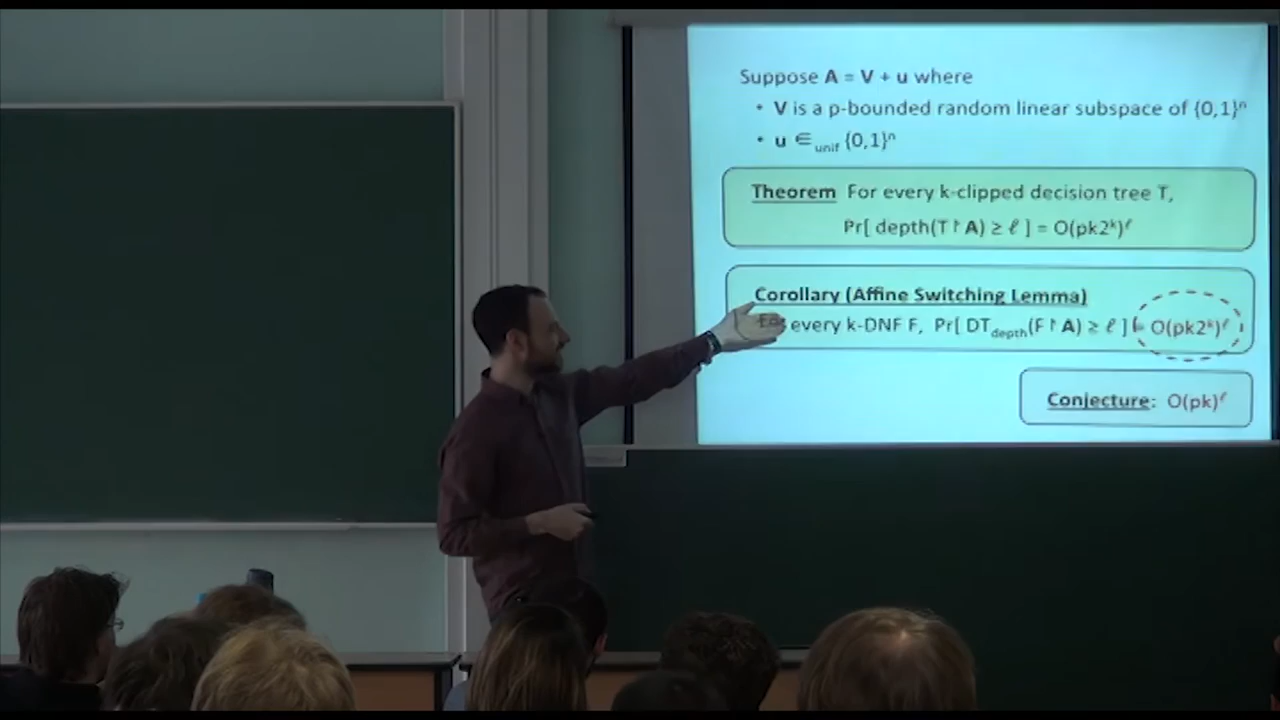 Suppose A = V + u where
• V is a p-bounded random linear subspace of {0,1}ⁿ
• u ∈unif {0,1}ⁿ
Theorem For every k-clipped decision tree T,
Pr[ depth(T↾A) ≥ ℓ ] = O(pk2ᵏ)ℓ
Corollary (Affine Switching Lemma)
For every k-DNF F, Pr[ DTdepth(F↾A) ≥ ℓ ] = O(pk2ᵏ)ℓ
Conjecture: O(pk)ℓ